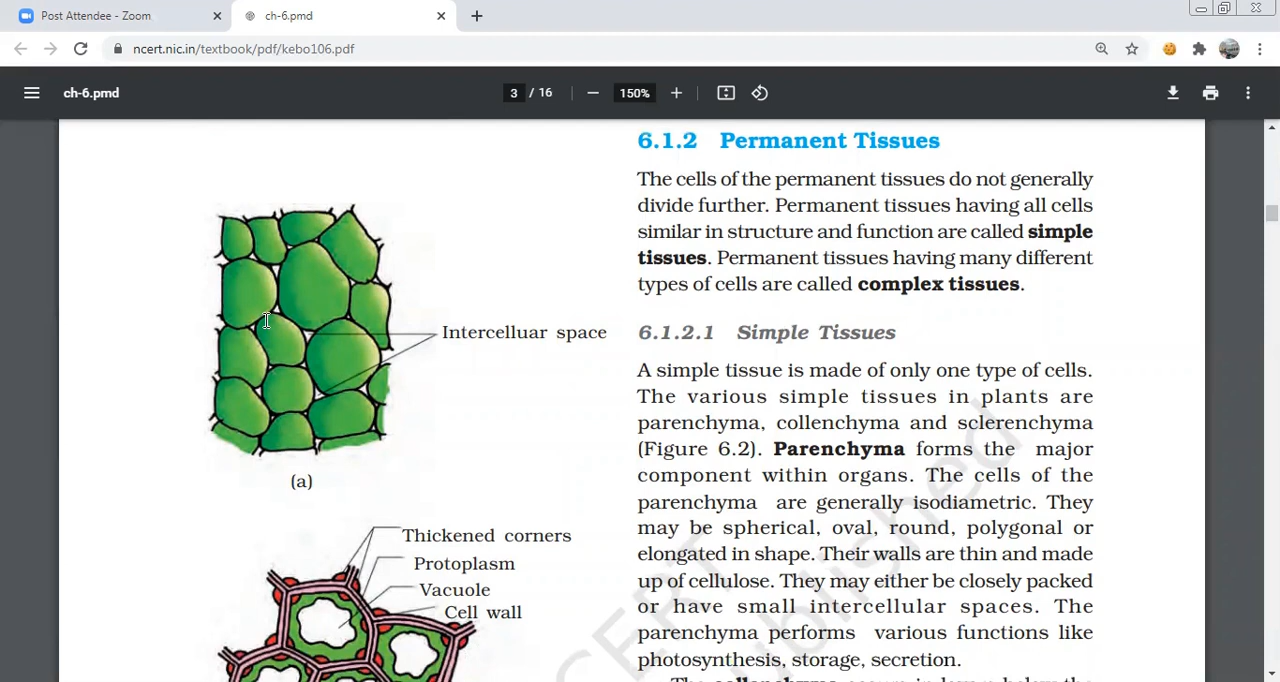 Post Attendee - Zoom
ch-6.pmd
ncert.nic.in/textbook/pdf/kebo106.pdf
ch-6.pmd
3 / 16
150%
6.1.2 Permanent Tissues
The cells of the permanent tissues do not generally
divide further. Permanent tissues having all cells
similar in structure and function are called simple
tissues. Permanent tissues having many different
types of cells are called complex tissues.
6.1.2.1 Simple Tissues
A simple tissue is made of only one type of cells.
The various simple tissues in plants are
parenchyma, collenchyma and sclerenchyma
(Figure 6.2). Parenchyma forms the major
component within organs. The cells of the
parenchyma are generally isodiametric. They
may be spherical, oval, round, polygonal or
elongated in shape. Their walls are thin and made
up of cellulose. They may either be closely packed
or have small intercellular spaces. The
parenchyma performs various functions like
photosynthesis, storage, secretion.
Intercelluar space
(a)
Thickened corners
Protoplasm
Vacuole
Cell wall